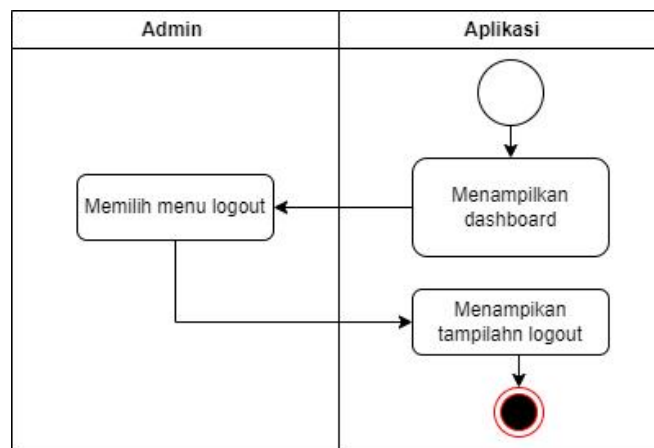 Admin
Aplikasi
Menampilkan
dashboard
Memilih menu logout
Menampikan
tampilahn logout